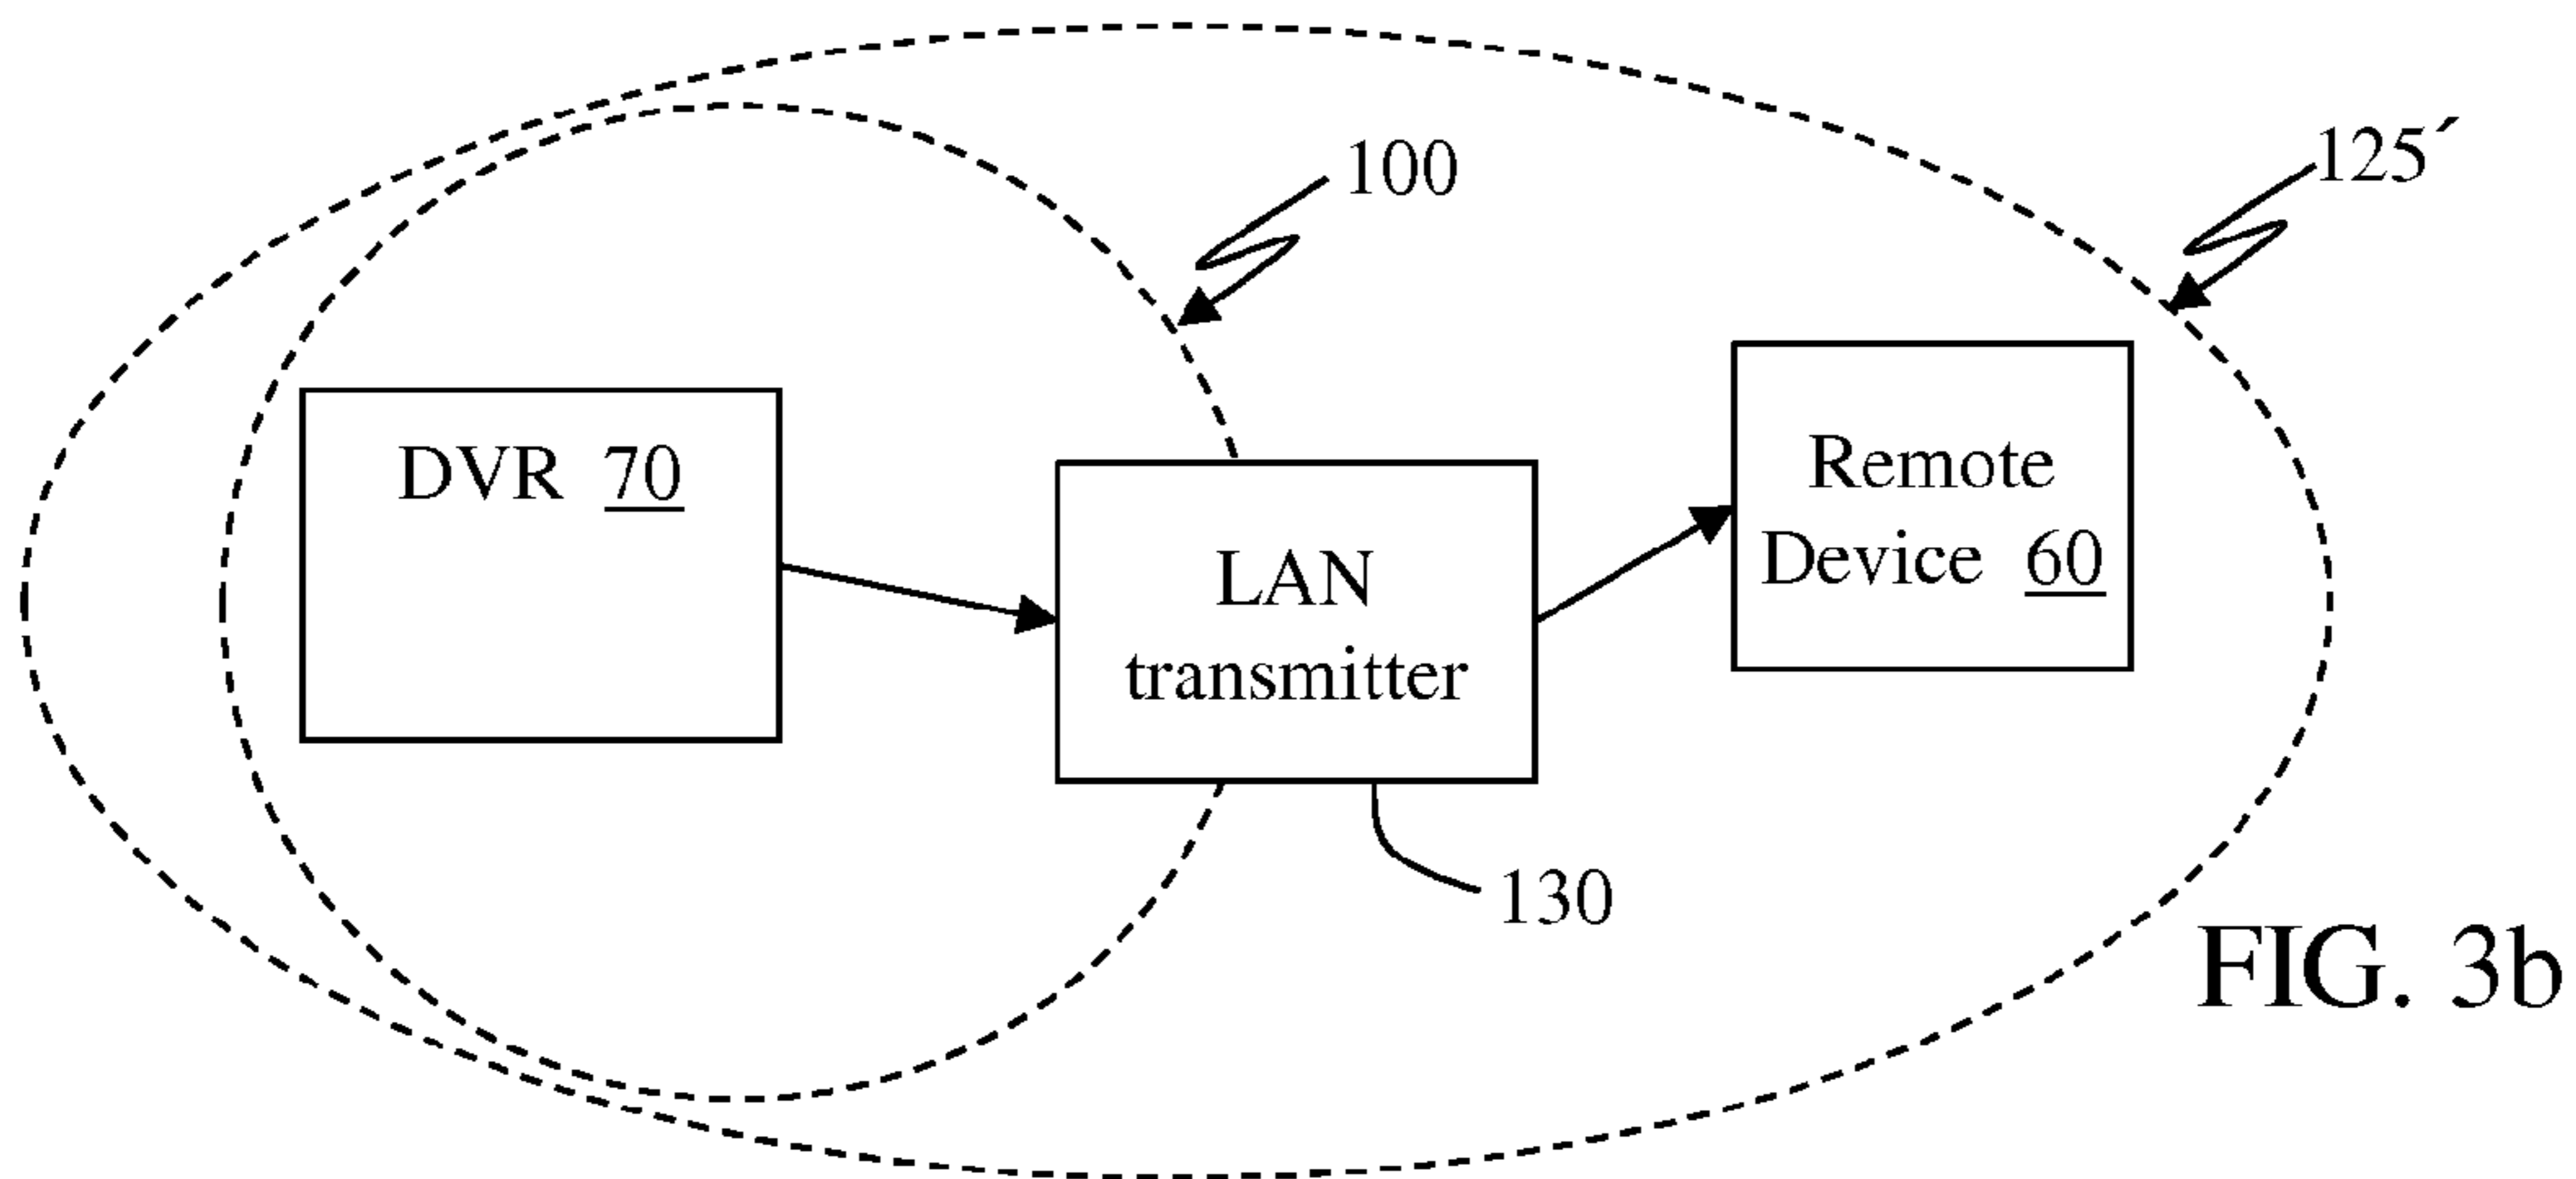 100
125´
DVR 70
LAN
transmitter
Remote
Device 60
130
FIG. 3b